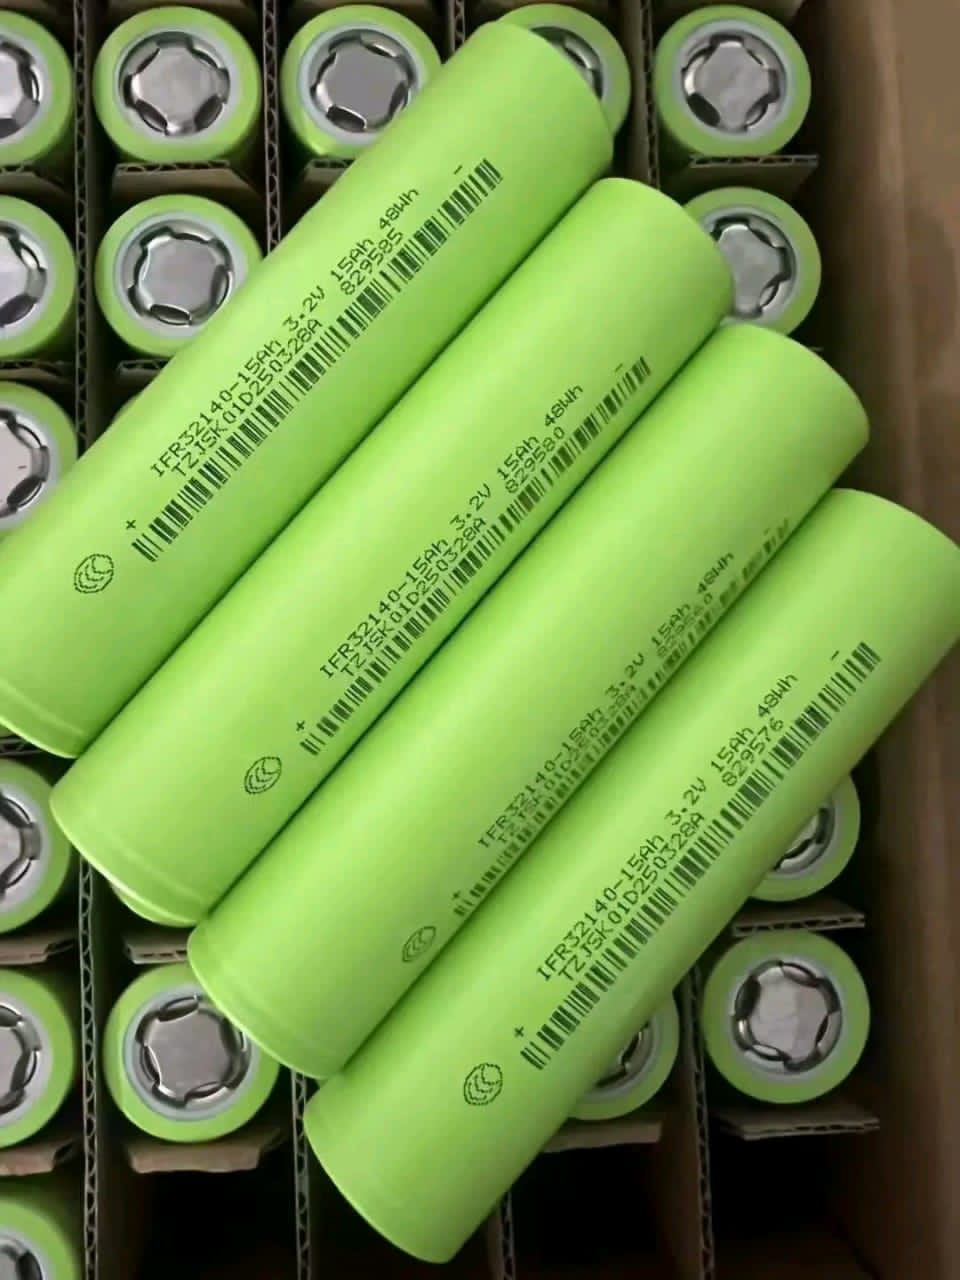 IFR32140-15Ah 3.2V 15Ah 48Wh -
TZJSK01D250328A 829585
+
IFR32140-15Ah 3.2V 15Ah 48Wh -
TZJSK01D250328A 829580
+
IFR32140-15Ah 3.2V 15Ah 48Wh -
TZJSK01D250328A
+
IFR32140-15Ah 3.2V 15Ah 48Wh -
TZJSK01D250328A 829576
+